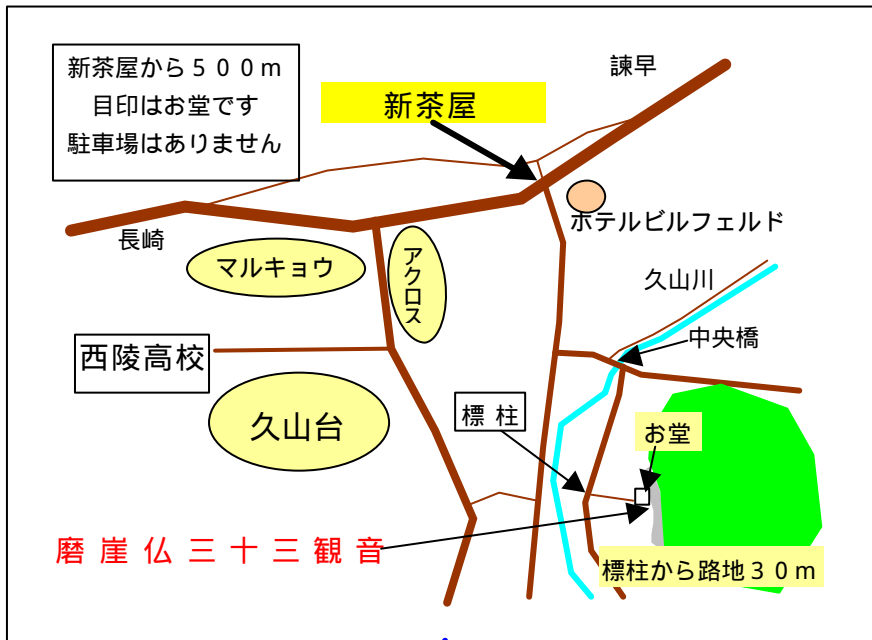 新茶屋から５００ｍ
目印はお堂です
駐車場はありません
諫早
新茶屋
ホテルビルフェルド
長崎
マルキョウ
アクロス
久山川
中央橋
西陵高校
久山台
標柱
お堂
磨崖仏三十三観音
標柱から路地３０ｍ